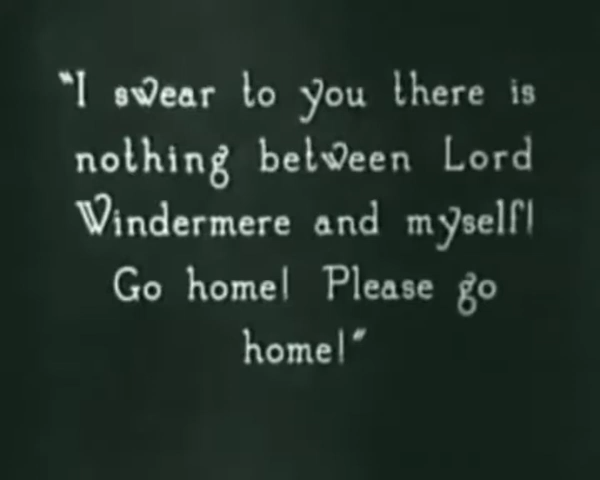 "I swear to you there is
nothing between Lord
Windermere and myself!
Go home! Please go
home!"